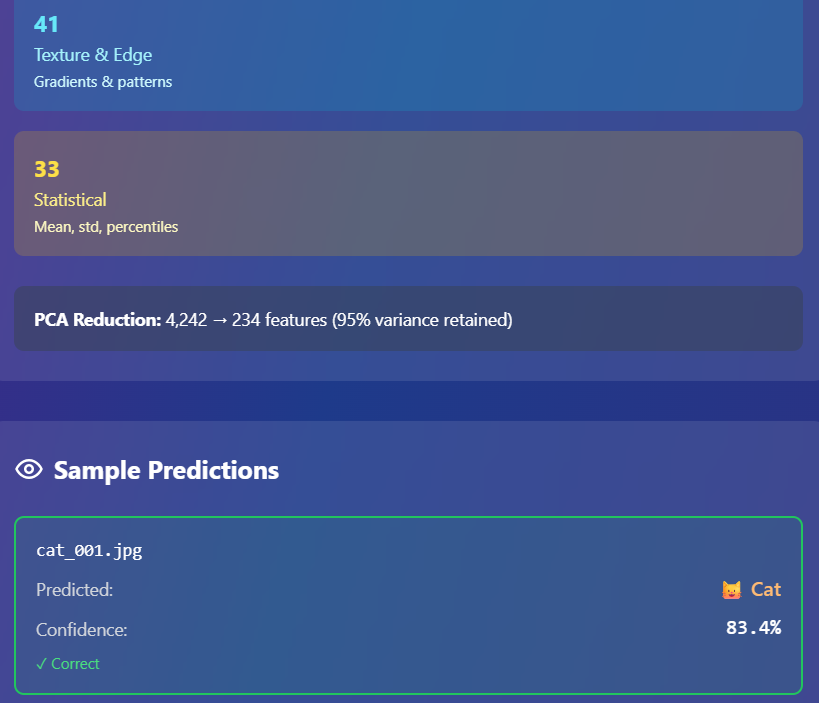 41
Texture & Edge
Gradients & patterns
33
Statistical
Mean, std, percentiles
PCA Reduction: 4,242 → 234 features (95% variance retained)
Sample Predictions
cat_001.jpg
Predicted: 😺 Cat
Confidence: 83.4%
✓ Correct